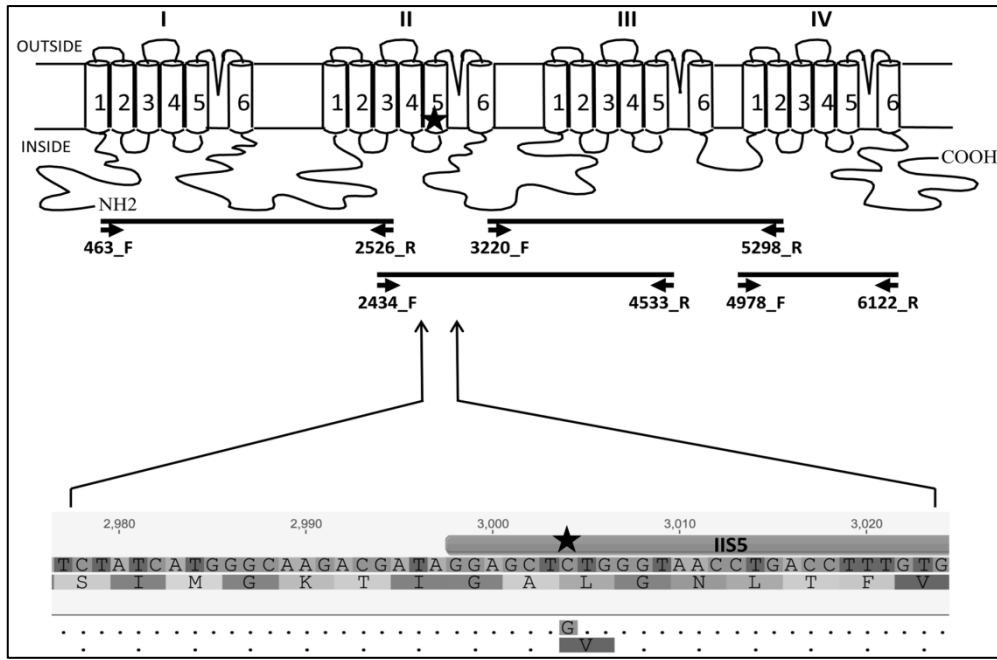 I II III IV
OUTSIDE
1 2 3 4 5 6 1 2 3 4 5 6 1 2 3 4 5 6 1 2 3 4 5 6
INSIDE
COOH
NH2
463_F 2526_R 3220_F 5298_R
2434_F 4533_R 4978_F 6122_R
2,980 2,990 3,000 3,010 3,020
IIS5
TCTATCATGGGCAAGACGATAGGAGCTCTGGGTAACCTGACCTTTGTG
S I M G K T I G A L G N L T F V
G
V